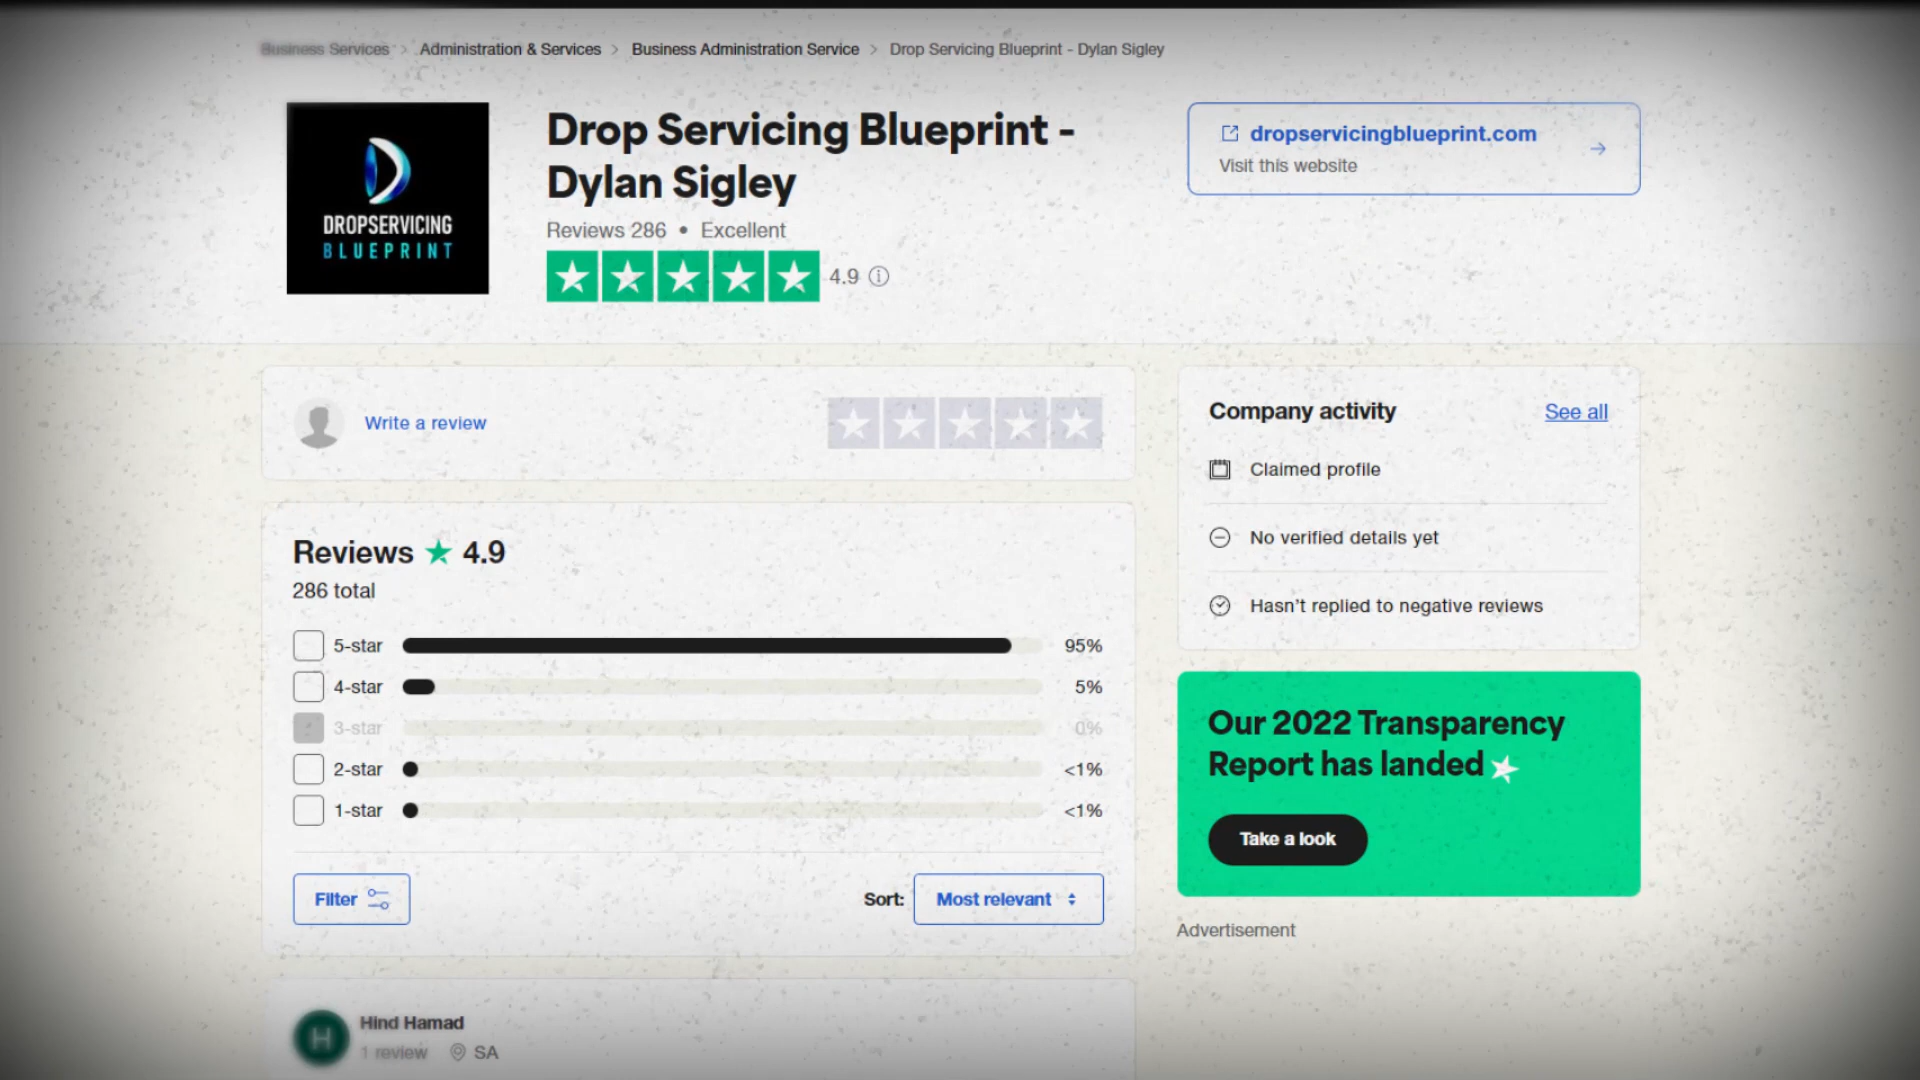 Business Services > Administration & Services > Business Administration Service > Drop Servicing Blueprint - Dylan Sigley
DROPSERVICING
BLUEPRINT
Drop Servicing Blueprint -
Dylan Sigley
Reviews 286 • Excellent
4.9
dropservicingblueprint.com
Visit this website
Write a review
Company activity
See all
Claimed profile
No verified details yet
Hasn't replied to negative reviews
Reviews ★ 4.9
286 total
5-star 95%
4-star 5%
3-star 0%
2-star <1%
1-star <1%
Filter
Sort: Most relevant
Our 2022 Transparency
Report has landed
Take a look
Advertisement
H
Hind Hamad
1 review SA